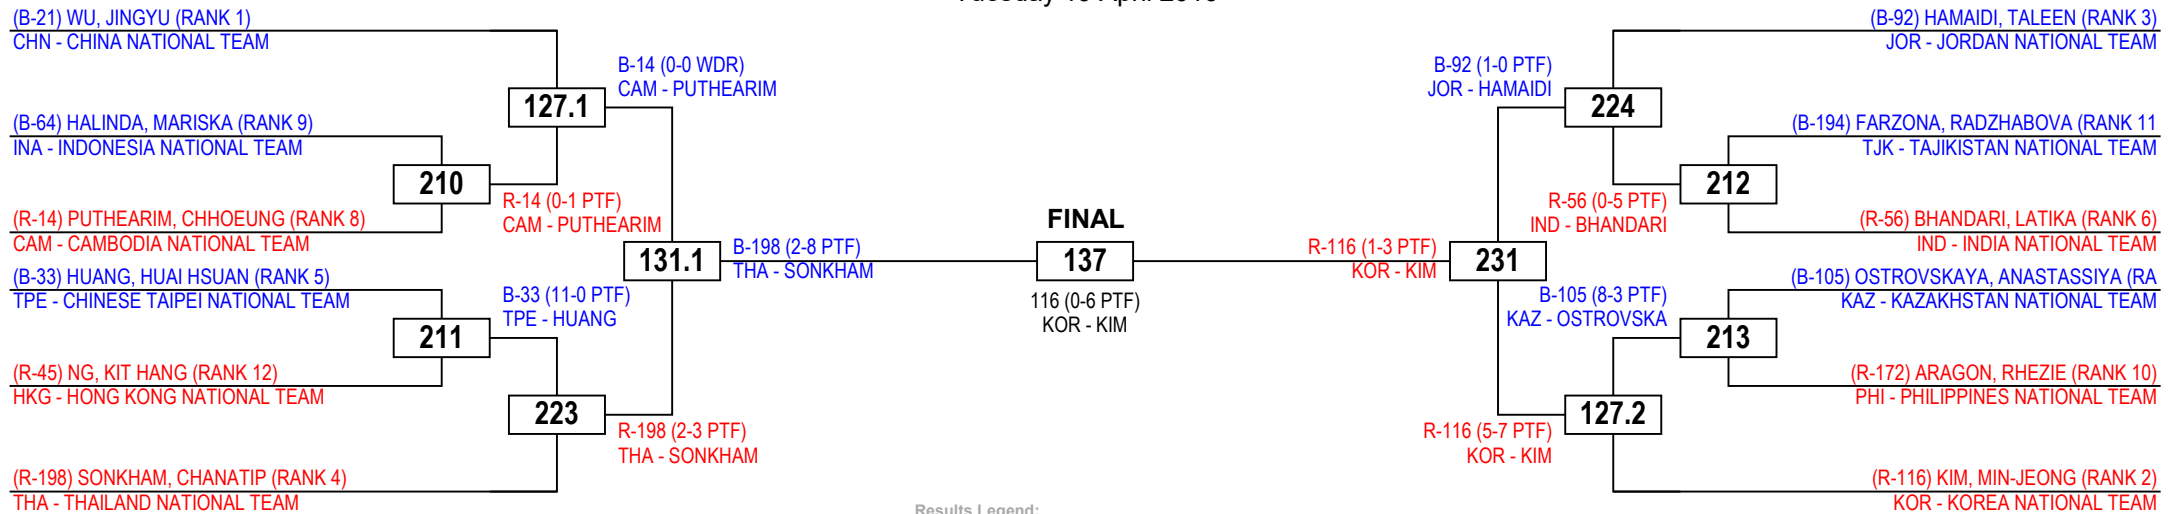 (B-21) WU, JINGYU (RANK 1)
CHN - CHINA NATIONAL TEAM
(B-64) HALINDA, MARISKA (RANK 9)
INA - INDONESIA NATIONAL TEAM
(R-14) PUTHEARIM, CHHOEUNG (RANK 8)
CAM - CAMBODIA NATIONAL TEAM
(B-33) HUANG, HUAI HSUAN (RANK 5)
TPE - CHINESE TAIPEI NATIONAL TEAM
(R-45) NG, KIT HANG (RANK 12)
HKG - HONG KONG NATIONAL TEAM
(R-198) SONKHAM, CHANATIP (RANK 4)
THA - THAILAND NATIONAL TEAM
210
211
127.1
223
R-14 (0-1 PTF)
CAM - PUTHEARIM
B-33 (11-0 PTF)
TPE - HUANG
B-14 (0-0 WDR)
CAM - PUTHEARIM
R-198 (2-3 PTF)
THA - SONKHAM
131.1
B-198 (2-8 PTF)
THA - SONKHAM
FINAL
137
116 (0-6 PTF)
KOR - KIM
Results Legend:
R-116 (1-3 PTF)
KOR - KIM
231
B-92 (1-0 PTF)
JOR - HAMAIDI
R-116 (5-7 PTF)
KOR - KIM
224
127.2
R-56 (0-5 PTF)
IND - BHANDARI
B-105 (8-3 PTF)
KAZ - OSTROVSKA
212
213
(B-92) HAMAIDI, TALEEN (RANK 3)
JOR - JORDAN NATIONAL TEAM
(B-194) FARZONA, RADZHABOVA (RANK 11
TJK - TAJIKISTAN NATIONAL TEAM
(R-56) BHANDARI, LATIKA (RANK 6)
IND - INDIA NATIONAL TEAM
(B-105) OSTROVSKAYA, ANASTASSIYA (RA
KAZ - KAZAKHSTAN NATIONAL TEAM
(R-172) ARAGON, RHEZIE (RANK 10)
PHI - PHILIPPINES NATIONAL TEAM
(R-116) KIM, MIN-JEONG (RANK 2)
KOR - KOREA NATIONAL TEAM